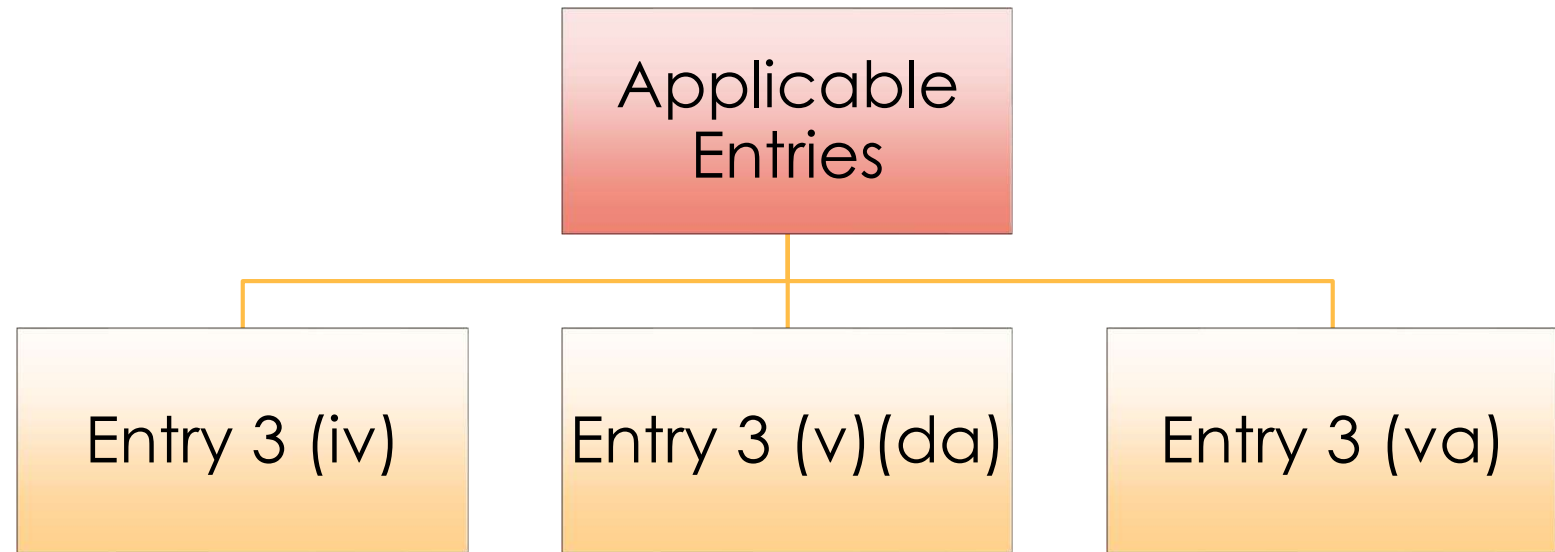 Applicable
Entries
Entry 3 (iv)
Entry 3 (v)(da)
Entry 3 (va)